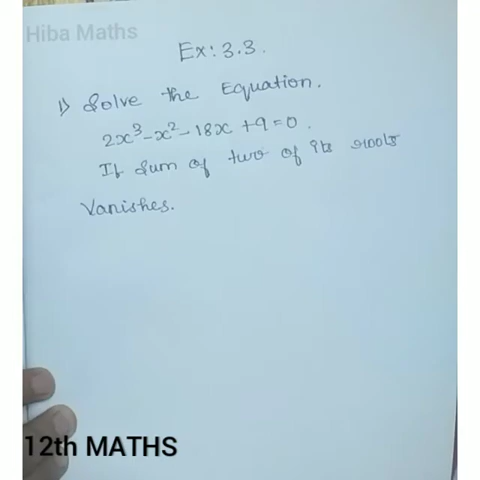 Hiba Maths
Ex: 3.3.
1) Solve the Equation.
2x³-x²-18x+9=0.
If Sum of two of its roots
Vanishes.
12th MATHS